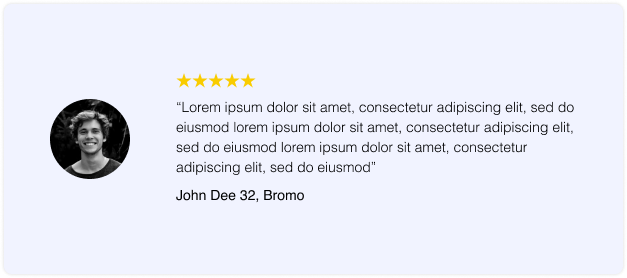 “Lorem ipsum dolor sit amet, consectetur adipiscing elit, sed do
eiusmod lorem ipsum dolor sit amet, consectetur adipiscing elit,
sed do eiusmod lorem ipsum dolor sit amet, consectetur
adipiscing elit, sed do eiusmod”
John Dee 32, Bromo